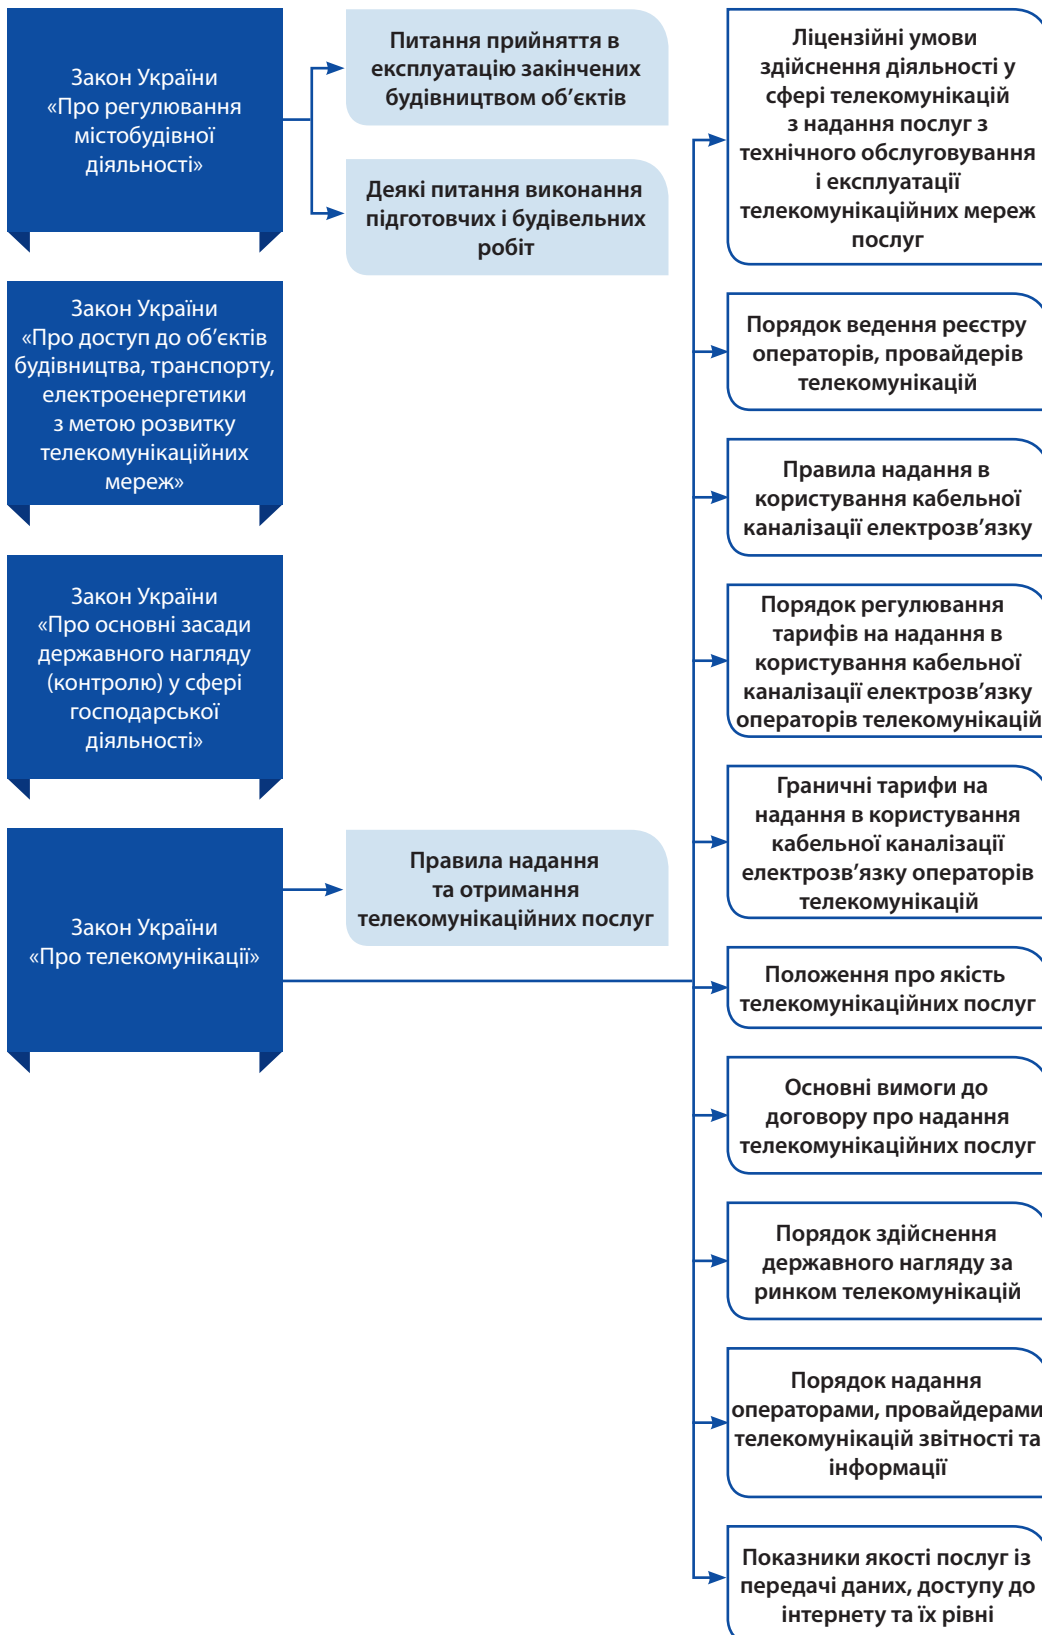 Закон України
«Про регулювання
містобудівної
діяльності»
Питання прийняття в
експлуатацію закінчених
будівництвом об’єктів
Деякі питання виконання
підготовчих і будівельних
робіт
Закон України
«Про доступ до об’єктів
будівництва, транспорту,
електроенергетики
з метою розвитку
телекомунікаційних
мереж»
Закон України
«Про основні засади
державного нагляду
(контролю) у сфері
господарської
діяльності»
Закон України
«Про телекомунікації»
Правила надання
та отримання
телекомунікаційних послуг
Ліцензійні умови
здійснення діяльності у
сфері телекомунікацій
з надання послуг з
технічного обслуговування
і експлуатації
телекомунікаційних мереж
послуг
Порядок ведення реєстру
операторів, провайдерів
телекомунікацій
Правила надання в
користування кабельної
каналізації електрозв’язку
Порядок регулювання
тарифів на надання в
користування кабельної
каналізації електрозв’язку
операторів телекомунікацій
Граничні тарифи на
надання в користування
кабельної каналізації
електрозв’язку операторів
телекомунікацій
Положення про якість
телекомунікаційних послуг
Основні вимоги до
договору про надання
телекомунікаційних послуг
Порядок здійснення
державного нагляду за
ринком телекомунікацій
Порядок надання
операторами, провайдерами
телекомунікацій звітності та
інформації
Показники якості послуг із
передачі даних, доступу до
інтернету та їх рівні